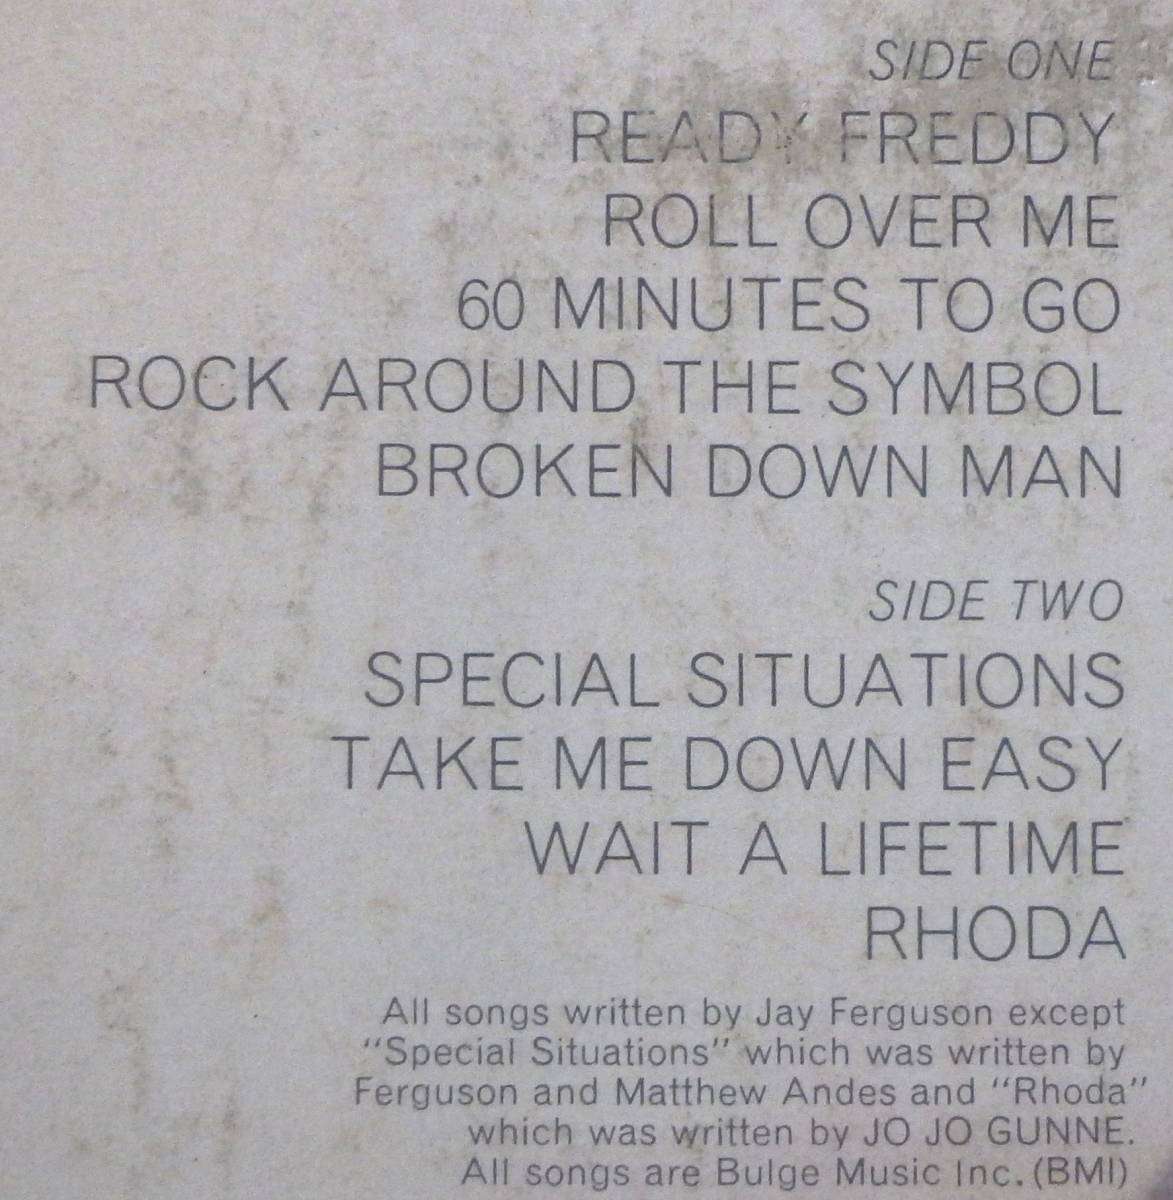 SIDE ONE
READY FREDDY
ROLL OVER ME
60 MINUTES TO GO
ROCK AROUND THE SYMBOL
BROKEN DOWN MAN
SIDE TWO
SPECIAL SITUATIONS
TAKE ME DOWN EASY
WAIT A LIFETIME
RHODA
All songs written by Jay Ferguson except
"Special Situations" which was written by
Ferguson and Matthew Andes and "Rhoda"
which was written by JO JO GUNNE.
All songs are Bulge Music Inc. (BMI)